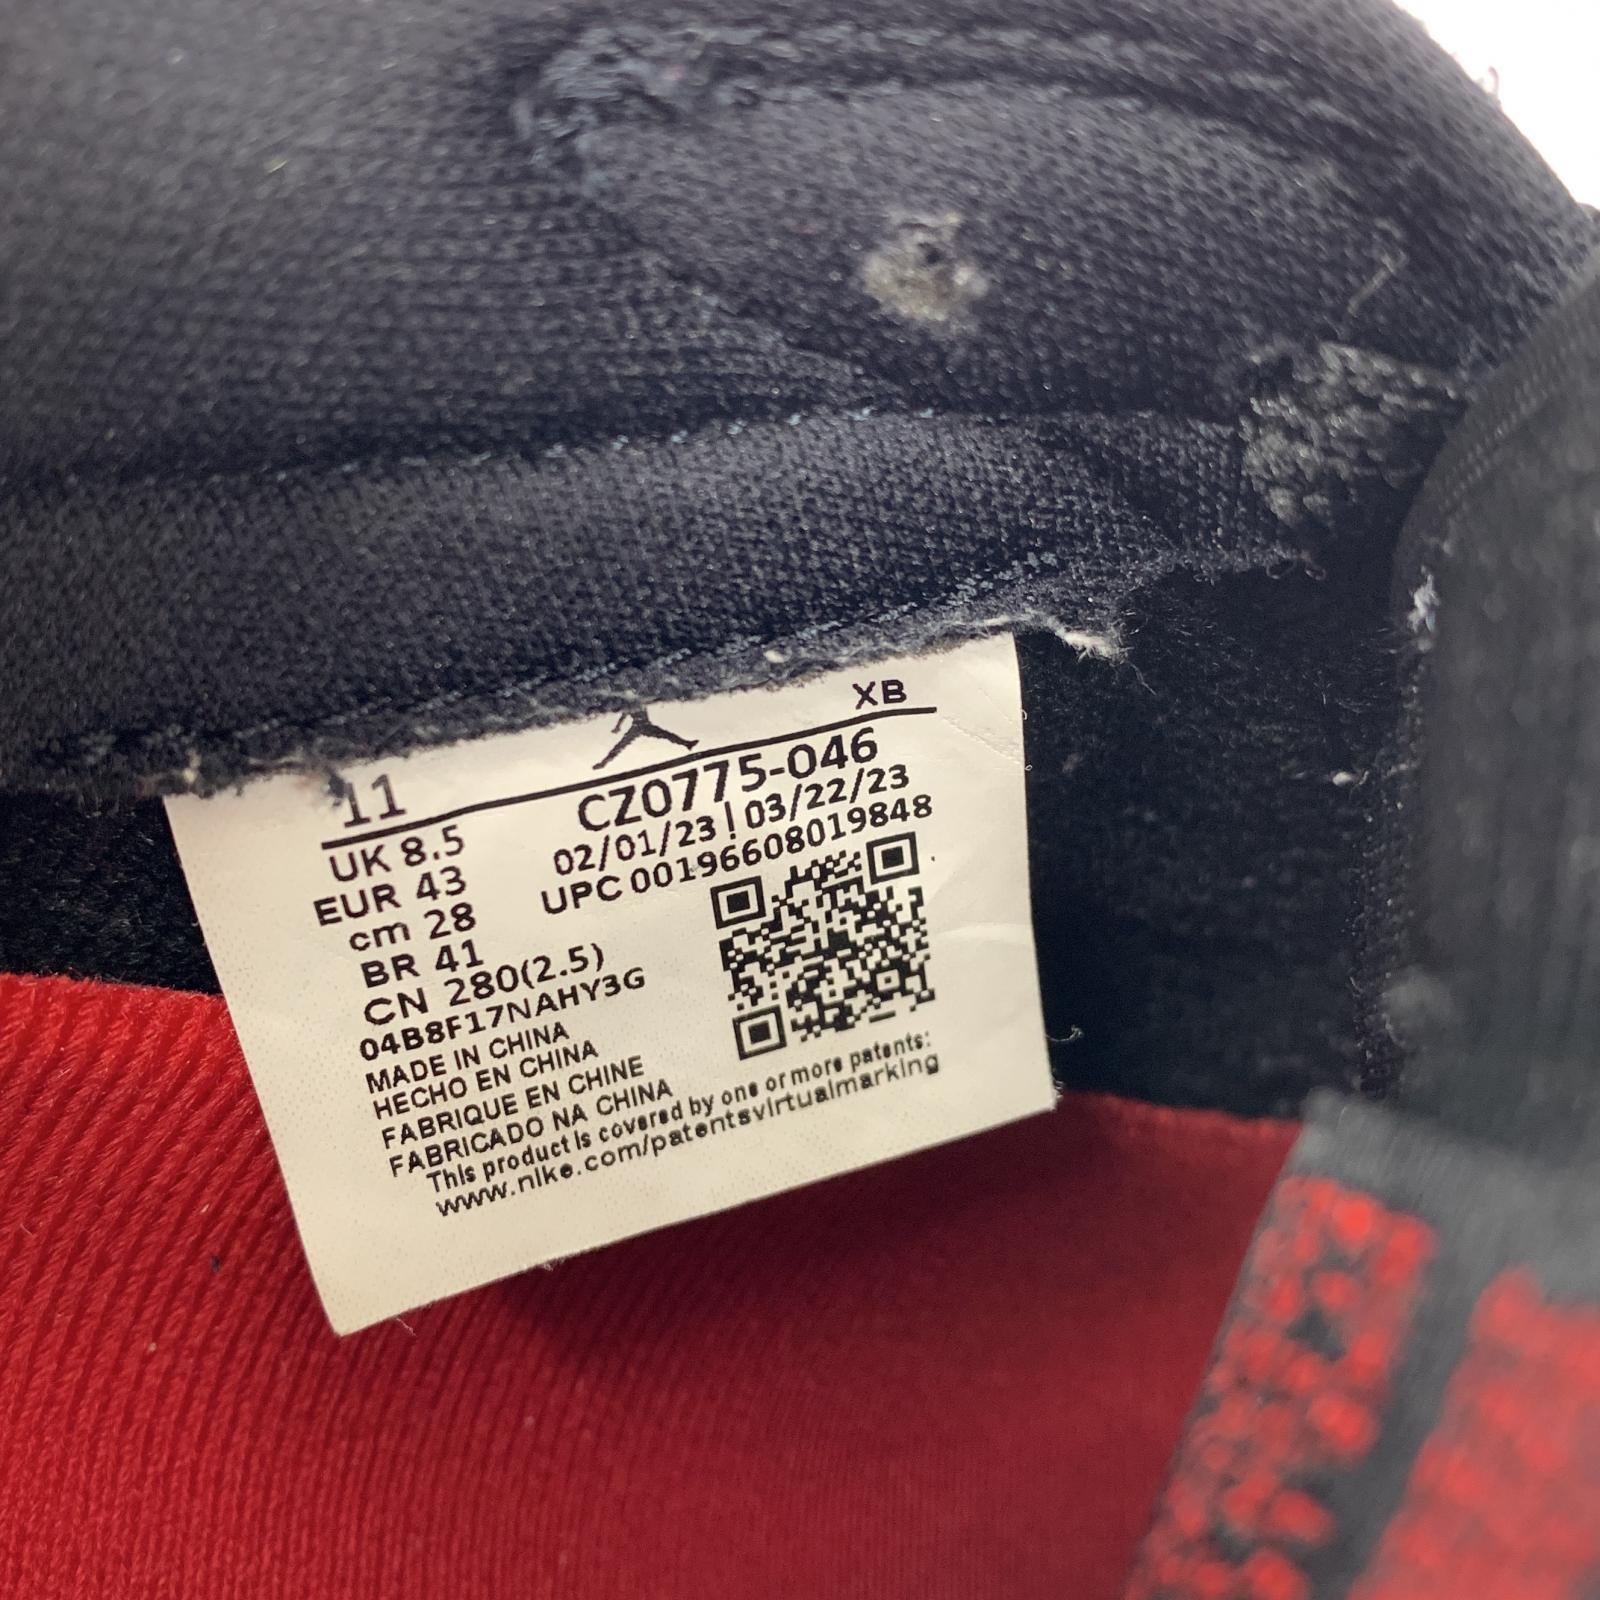 XB
11
CZ0775-046
UK 8.5
02/01/23 | 03/22/23
EUR 43
UPC 00196608019848
cm 28
BR 41
CN 280(2.5)
04B8F17NAHY3G
MADE IN CHINA
HECHO EN CHINA
FABRIQUE EN CHINE
FABRICADO NA CHINA
This product is covered by one or more patents:
www.nike.com/patentsvirtualmarking